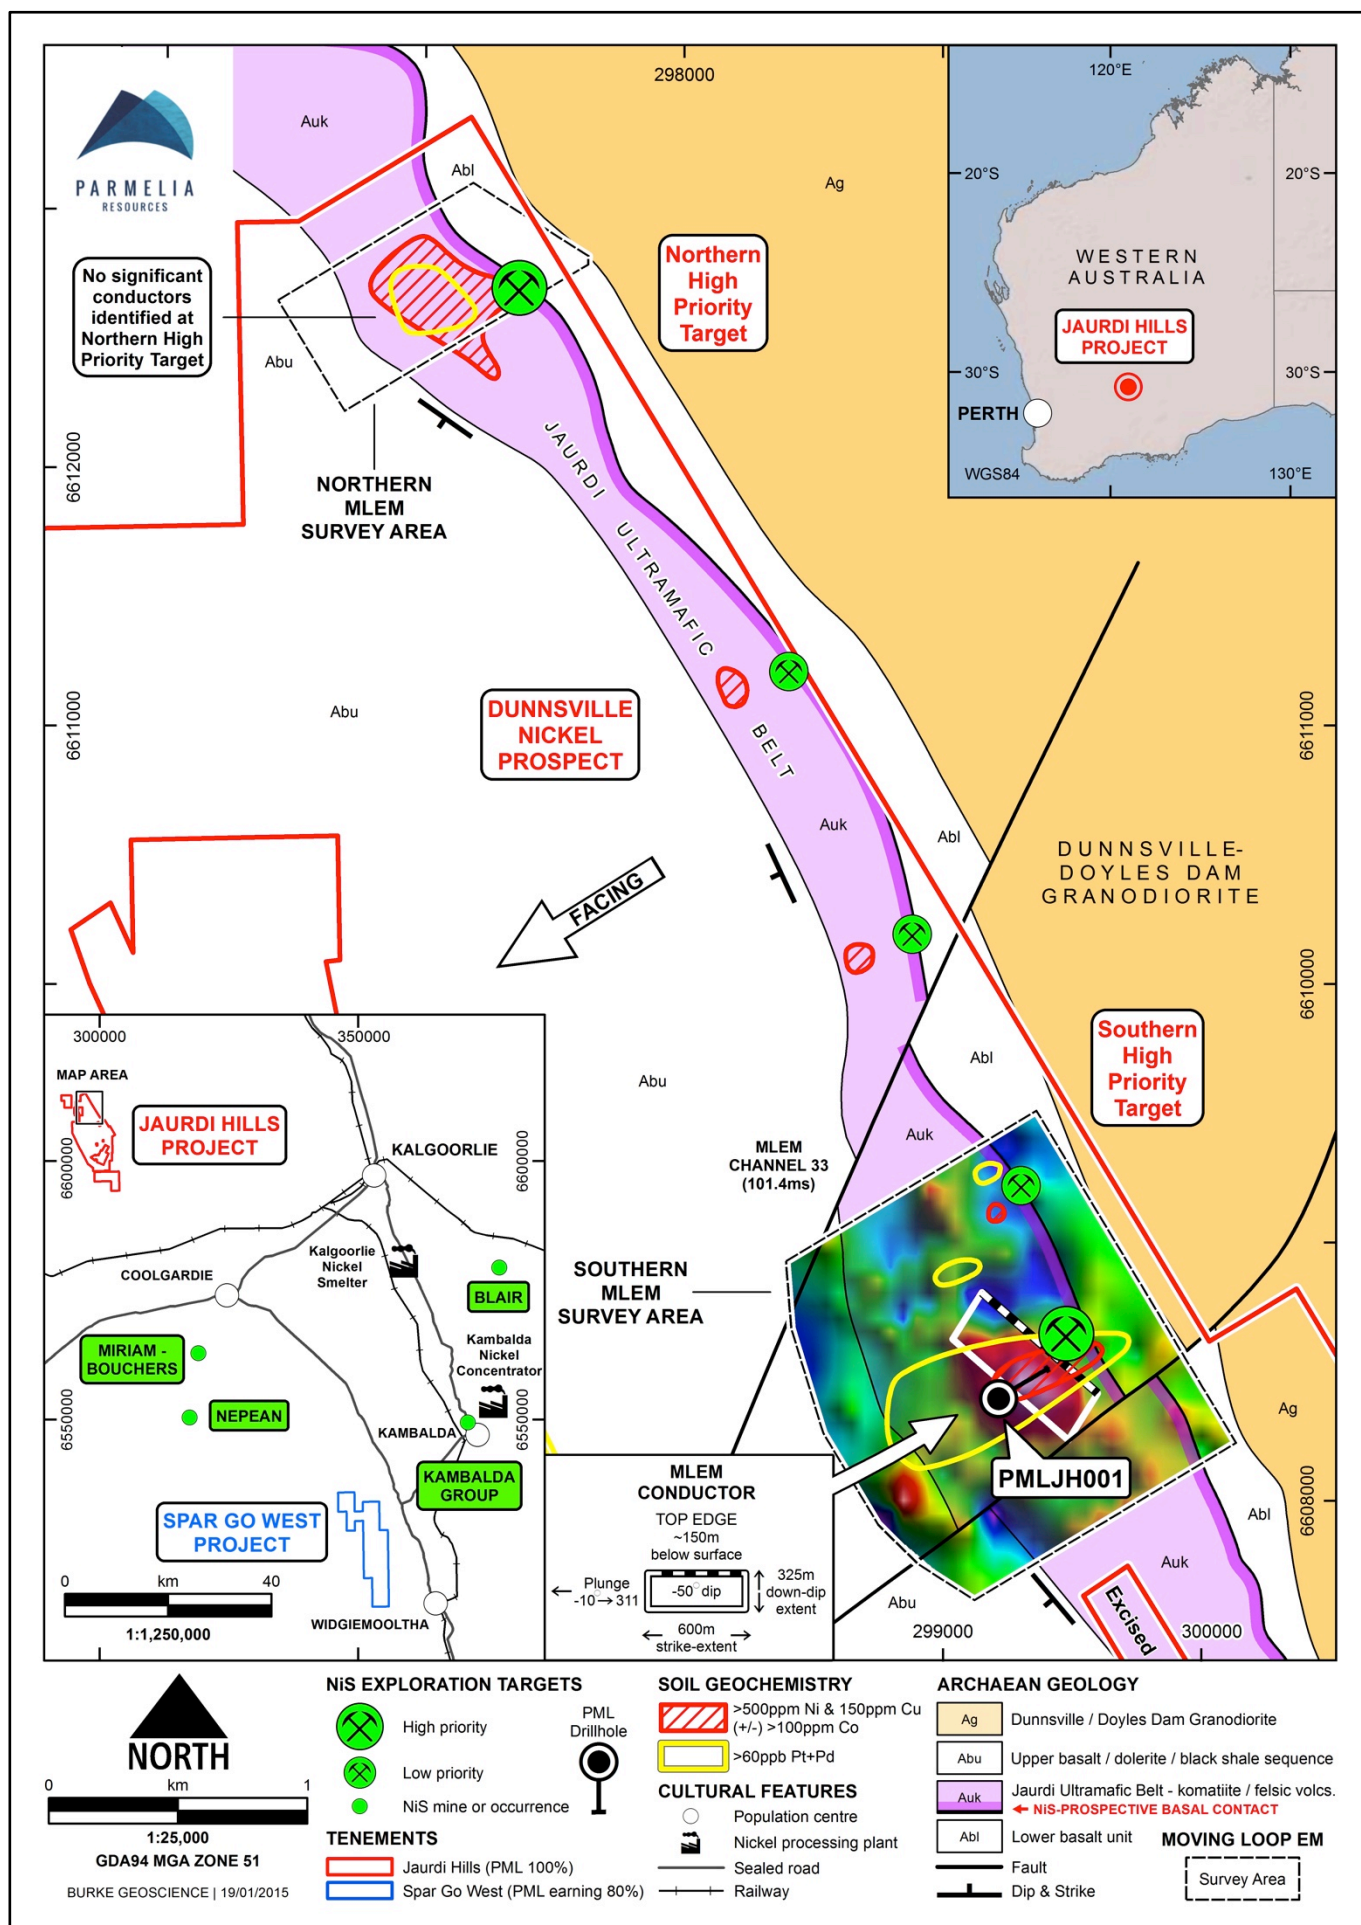 298000
Auk
Abl
Ag
PARMELIA
RESOURCES
No significant
conductors
identified at
Northern High
Priority Target
Northern
High
Priority
Target
Abu
120°E
20°S
20°S
WESTERN
AUSTRALIA
JAURDI HILLS
PROJECT
30°S
30°S
PERTH
WGS84
130°E
6612000
NORTHERN
MLEM
SURVEY AREA
JAURDI ULTRAMAFIC BELT
Abu
DUNNSVILLE
NICKEL
PROSPECT
6611000
6611000
Auk
Abl
DUNNSVILLE-
DOYLES DAM
GRANODIORITE
FACING
6610000
Southern
High
Priority
Target
Abl
Abu
Auk
MLEM
CHANNEL 33
(101.4ms)
SOUTHERN
MLEM
SURVEY AREA
PMLJH001
Ag
6608000
Abl
Auk
Abu
Excised
299000
300000
300000
350000
MAP AREA
JAURDI HILLS
PROJECT
6600000
6600000
KALGOORLIE
Kalgoorlie
Nickel
Smelter
COOLGARDIE
BLAIR
MIRIAM -
BOUCHERS
Kambalda
Nickel
Concentrator
NEPEAN
KAMBALDA
6550000
6550000
KAMBALDA
GROUP
SPAR GO WEST
PROJECT
0 km 40
1:1,250,000
WIDGIEMOOLTHA
MLEM
CONDUCTOR
TOP EDGE
~150m
below surface
Plunge
-10°→311
-50° dip
325m
down-dip
extent
600m
strike-extent
NORTH
0 km 1
1:25,000
GDA94 MGA ZONE 51
BURKE GEOSCIENCE | 19/01/2015
NiS EXPLORATION TARGETS
High priority
Low priority
NiS mine or occurrence
PML
Drillhole
TENEMENTS
Jaurdi Hills (PML 100%)
Spar Go West (PML earning 80%)
SOIL GEOCHEMISTRY
>500ppm Ni & 150ppm Cu
(+/-) >100ppm Co
>60ppb Pt+Pd
CULTURAL FEATURES
Population centre
Nickel processing plant
Sealed road
Railway
ARCHAEAN GEOLOGY
Ag Dunnsville / Doyles Dam Granodiorite
Abu Upper basalt / dolerite / black shale sequence
Auk Jaurdi Ultramafic Belt - komatiite / felsic volcs.
← NiS-PROSPECTIVE BASAL CONTACT
Abl Lower basalt unit
Fault
Dip & Strike
MOVING LOOP EM
Survey Area